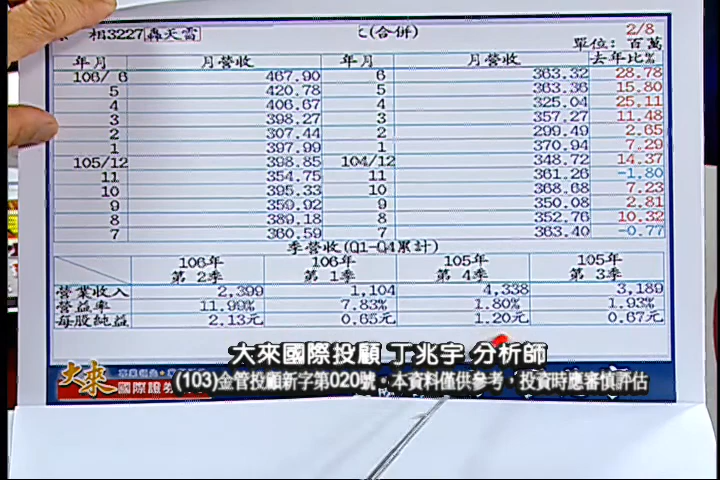 相3227轟天雷 (合併) 2/8
單位: 百萬
年月 月營收 年月 月營收 去年比%
106/ 6 467.90 6 363.32 28.78
5 420.78 5 363.36 15.80
4 406.67 4 325.04 25.11
3 398.27 3 357.27 11.48
2 307.44 2 299.49 2.65
1 397.99 1 370.94 7.29
105/12 398.85 104/12 348.72 14.37
11 354.75 11 361.26 -1.80
10 395.33 10 368.68 7.23
9 359.92 9 350.08 2.81
8 389.18 8 352.76 10.32
7 360.59 7 363.40 -0.77
季營收(Q1-Q4累計)
106年 106年 105年 105年
第 2季 第 1季 第 4季 第 3季
營業收入 2,399 1,104 4,338 3,189
營益率 11.99% 7.83% 1.80% 1.93%
每股純益 2.13元 0.65元 1.20元 0.67元
大來國際投顧 丁兆宇 分析師
大來 國際證券
(103)金管投顧新字第020號，本資料僅供參考，投資時應審慎評估